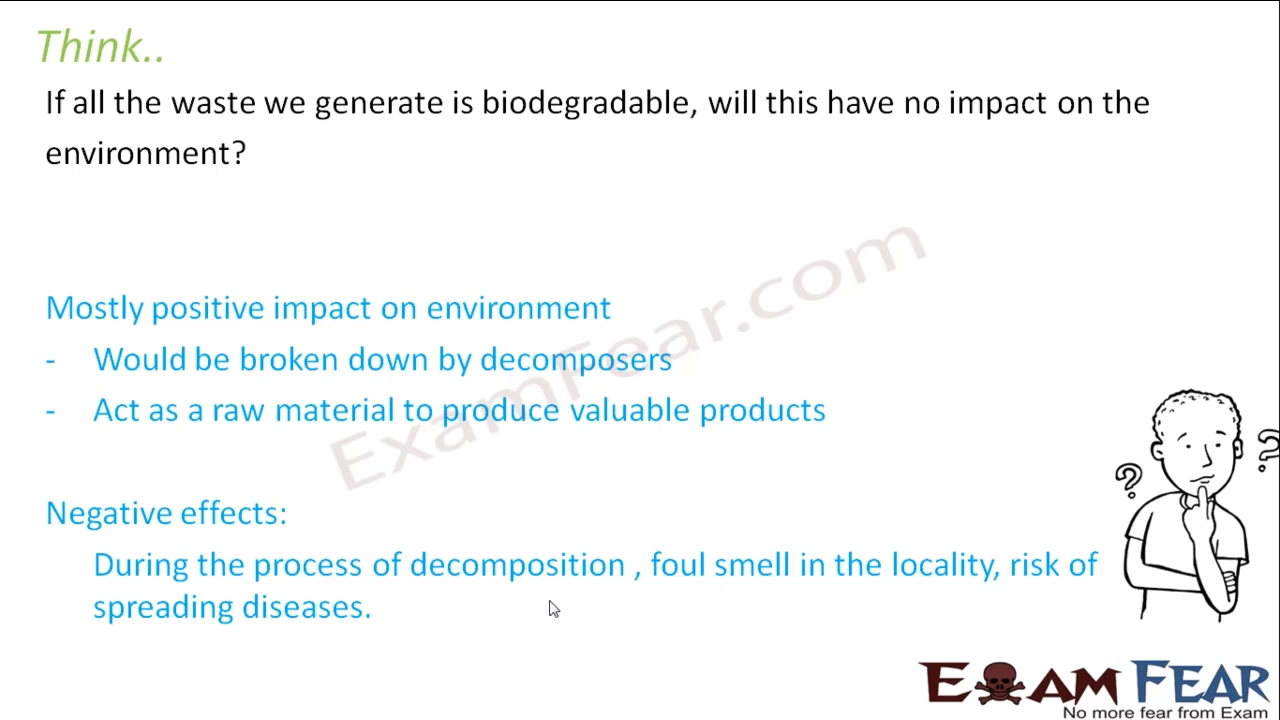 Think..
If all the waste we generate is biodegradable, will this have no impact on the
environment?
ExamFear.com
Mostly positive impact on environment
- Would be broken down by decomposers
- Act as a raw material to produce valuable products
Negative effects:
During the process of decomposition , foul smell in the locality, risk of
spreading diseases.
? ?
EXAM FEAR
No more fear from Exam